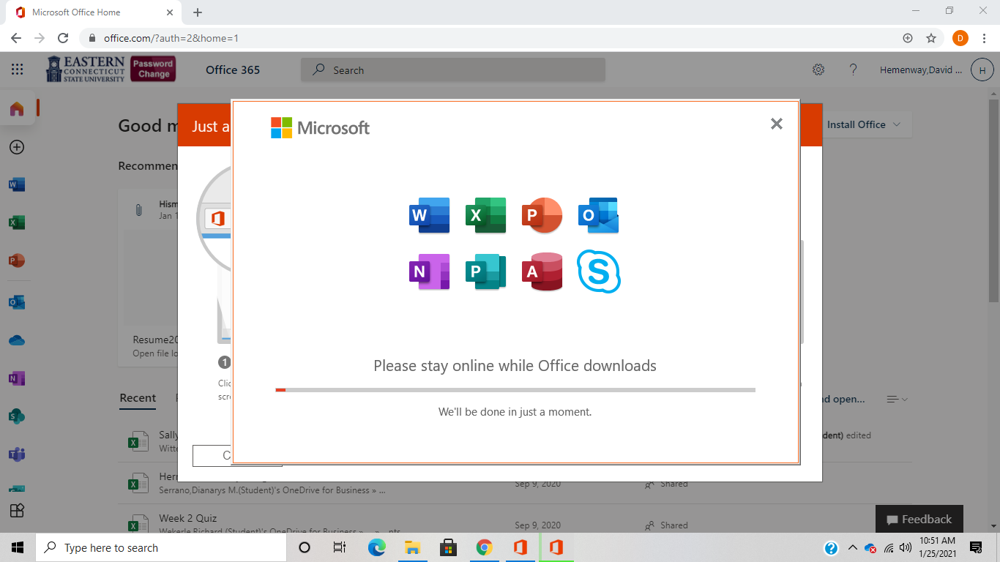 Microsoft Office Home
office.com/?auth=2&home=1
D
EASTERN
CONNECTICUT
STATE UNIVERSITY
Password
Change
Office 365
Search
?
Hemenway,David ...
H
Good m
Just a
Install Office
Microsoft
Recommen
Hism
Jan 1
W X P O
N P A S
Resume20
Open file lo
1
Clic
scre
Please stay online while Office downloads
We'll be done in just a moment.
Recent
nd open...
Sally
Witte
dent) edited
C
Herr
Serrano,Dianarys M.(Student)'s OneDrive for Business » ...
Sep 9, 2020
Shared
Week 2 Quiz
Wekerle,Richard (Student)'s OneDrive for Business » ... » ...nts
Sep 9, 2020
Shared
Feedback
Type here to search
10:51 AM
1/25/2021